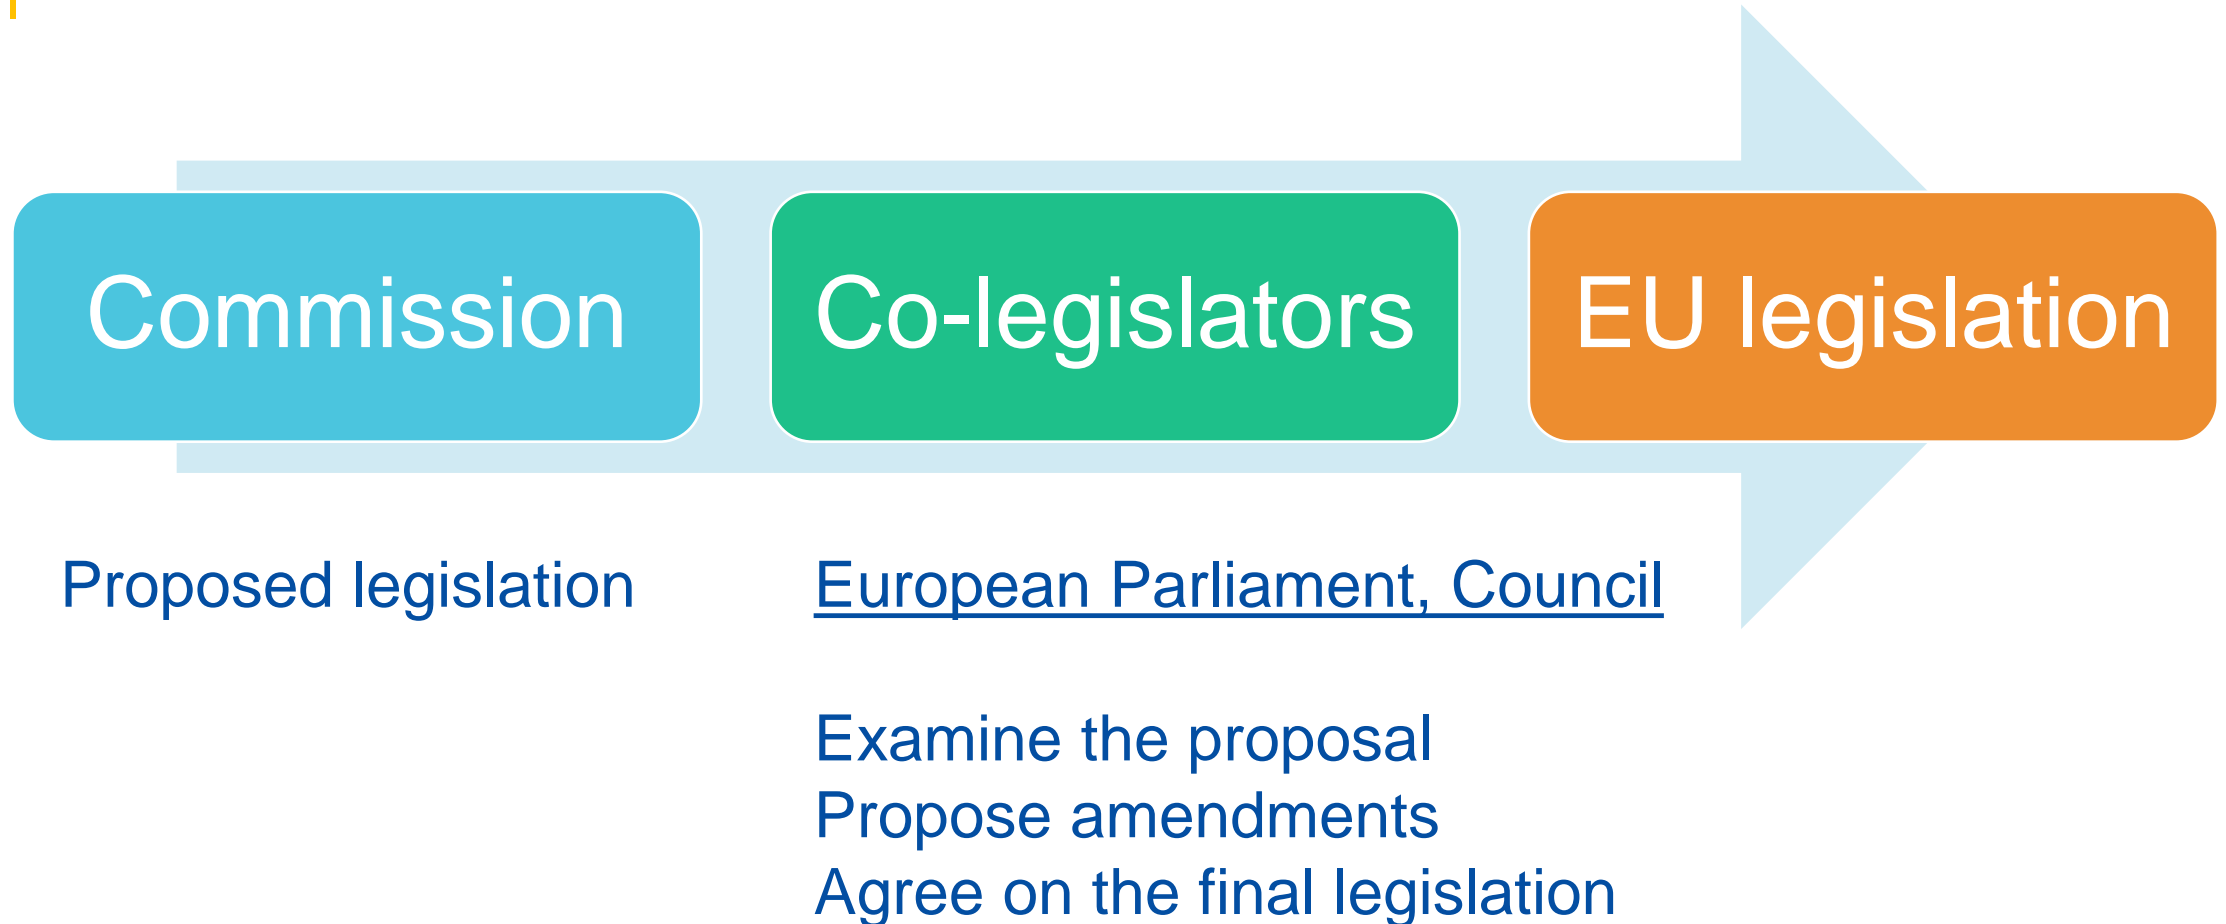 Commission
Co-legislators
EU legislation
Proposed legislation
European Parliament, Council
Examine the proposal
Propose amendments
Agree on the final legislation